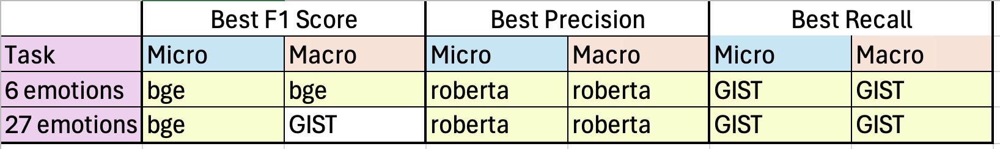 Best F1 Score Best Precision Best Recall
Task Micro Macro Micro Macro Micro Macro
6 emotions bge bge roberta roberta GIST GIST
27 emotions bge GIST roberta roberta GIST GIST